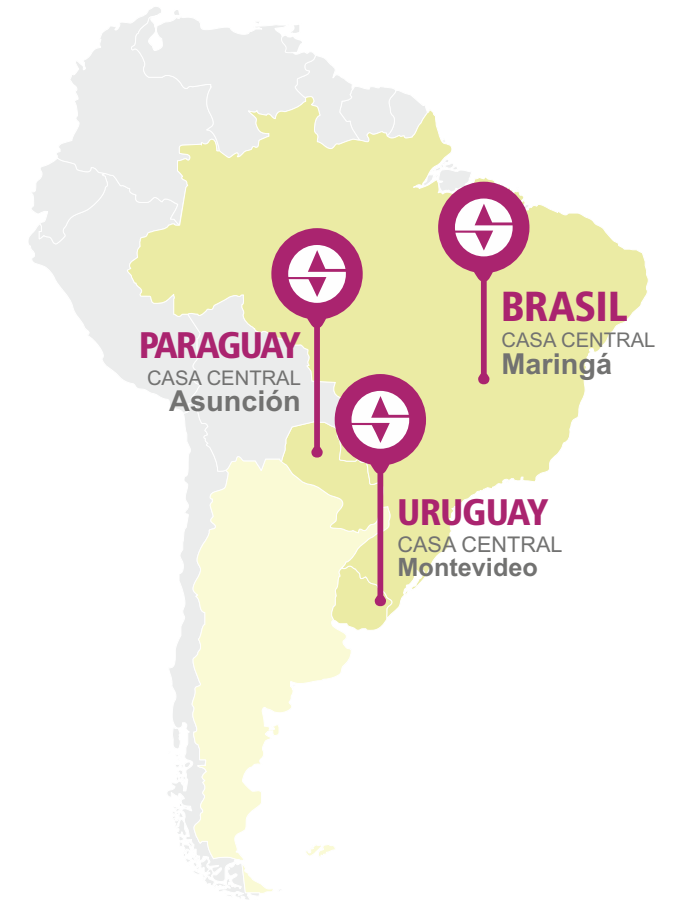 BRASIL
CASA CENTRAL
Maringá
PARAGUAY
CASA CENTRAL
Asunción
URUGUAY
CASA CENTRAL
Montevideo